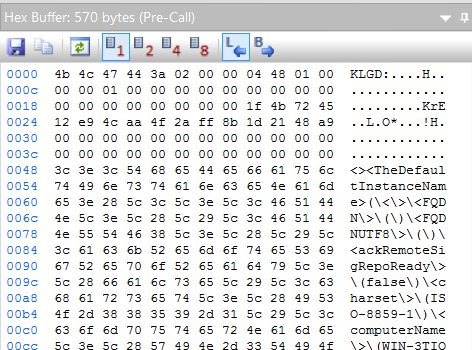 Hex Buffer: 570 bytes (Pre-Call)
1 2 4 8 L B
0000 4b 4c 47 44 3a 02 00 00 04 48 01 00 KLGD:....H..
000c 00 00 01 00 00 00 00 00 00 00 00 00 ............
0018 00 00 00 00 00 00 00 00 1f 4b 72 45 .........KrE
0024 12 e9 4c aa 4f 2a ff 8b 1d 21 48 a9 ..L.O*...!H.
0030 00 00 00 00 00 00 00 00 00 00 00 00 ............
003c 00 00 00 00 00 00 00 00 00 00 00 00 ............
0048 3c 3e 3c 54 68 65 44 65 66 61 75 6c <><TheDefaul
0054 74 49 6e 73 74 61 6e 63 65 4e 61 6d tInstanceNam
0060 65 3e 28 5c 3c 5c 3e 5c 3c 46 51 44 e>(\<\>\<FQD
006c 4e 5c 3e 5c 28 5c 29 5c 3c 46 51 44 N\>\(\)\<FQD
0078 4e 55 54 46 38 5c 3e 5c 28 5c 29 5c NUTF8\>\(\)\
0084 3c 61 63 6b 52 65 6d 6f 74 65 53 69 <ackRemoteSi
0090 67 52 65 70 6f 52 65 61 64 79 5c 3e gRepoReady\>
009c 5c 28 66 61 6c 73 65 5c 29 5c 3c 63 \(false\)\<c
00a8 68 61 72 73 65 74 5c 3e 5c 28 49 53 harset\>\(IS
00b4 4f 2d 38 38 35 39 2d 31 5c 29 5c 3c O-8859-1\)\<
00c0 63 6f 6d 70 75 74 65 72 4e 61 6d 65 computerName
00cc 5c 3e 5c 28 57 49 4e 2d 33 54 49 4f \>\(WIN-3TIO